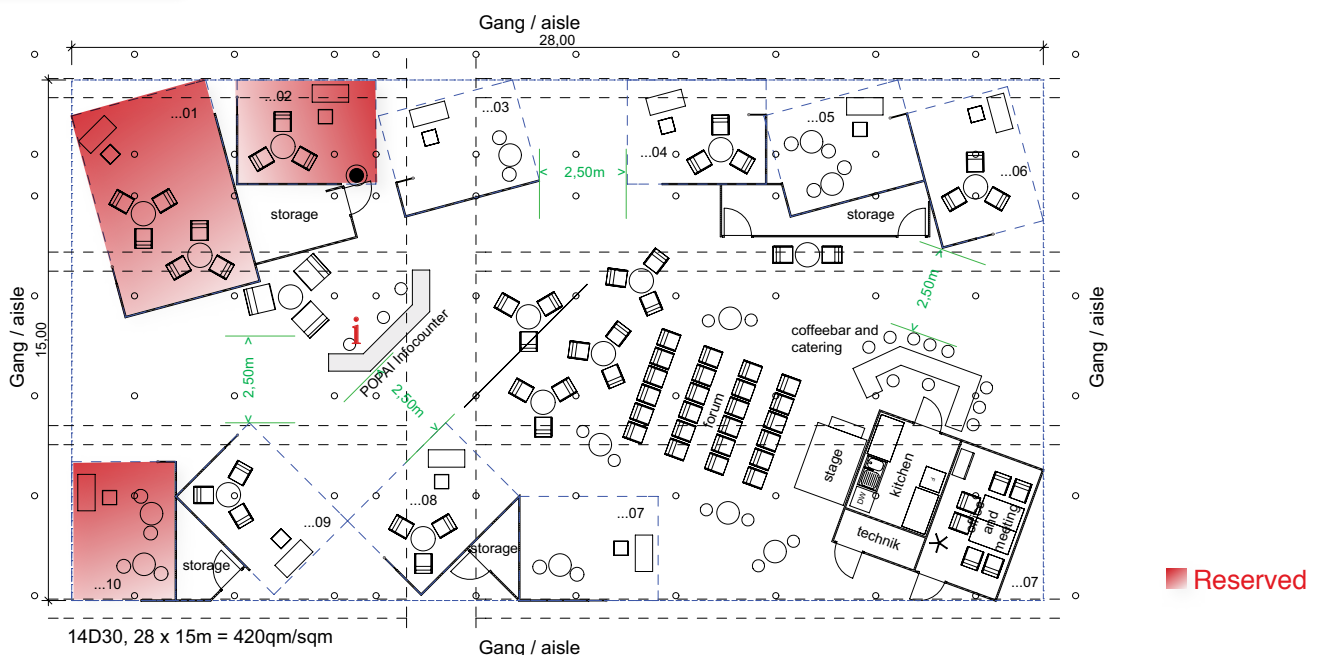 Gang / aisle
28,00
...01
...02
...03
...04
...05
...06
2,50m
storage
storage
Gang / aisle
15,00
Gang / aisle
2,50m
i
POPAI Infocounter
2,50m
2,50m
coffeebar and
catering
forum
stage
kitchen
DW
F
office
and
meeting
technik
...10
storage
...09
...08
storage
...07
...07
Reserved
14D30, 28 x 15m = 420qm/sqm
Gang / aisle